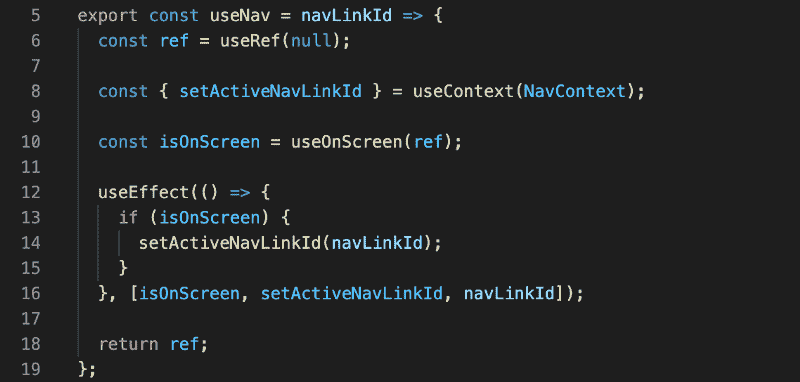 5 export const useNav = navLinkId => {
6   const ref = useRef(null);
7
8   const { setActiveNavLinkId } = useContext(NavContext);
9
10   const isOnScreen = useOnScreen(ref);
11
12   useEffect(() => {
13     if (isOnScreen) {
14       setActiveNavLinkId(navLinkId);
15     }
16   }, [isOnScreen, setActiveNavLinkId, navLinkId]);
17
18   return ref;
19 };